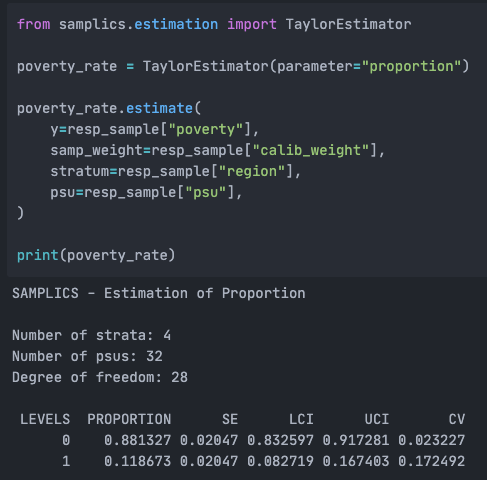 from samplics.estimation import TaylorEstimator
poverty_rate = TaylorEstimator(parameter="proportion")
poverty_rate.estimate(
    y=resp_sample["poverty"],
    samp_weight=resp_sample["calib_weight"],
    stratum=resp_sample["region"],
    psu=resp_sample["psu"],
)
print(poverty_rate)
SAMPLICS - Estimation of Proportion
Number of strata: 4
Number of psus: 32
Degree of freedom: 28
LEVELS PROPORTION SE LCI UCI CV
0 0.881327 0.02047 0.832597 0.917281 0.023227
1 0.118673 0.02047 0.082719 0.167403 0.172492